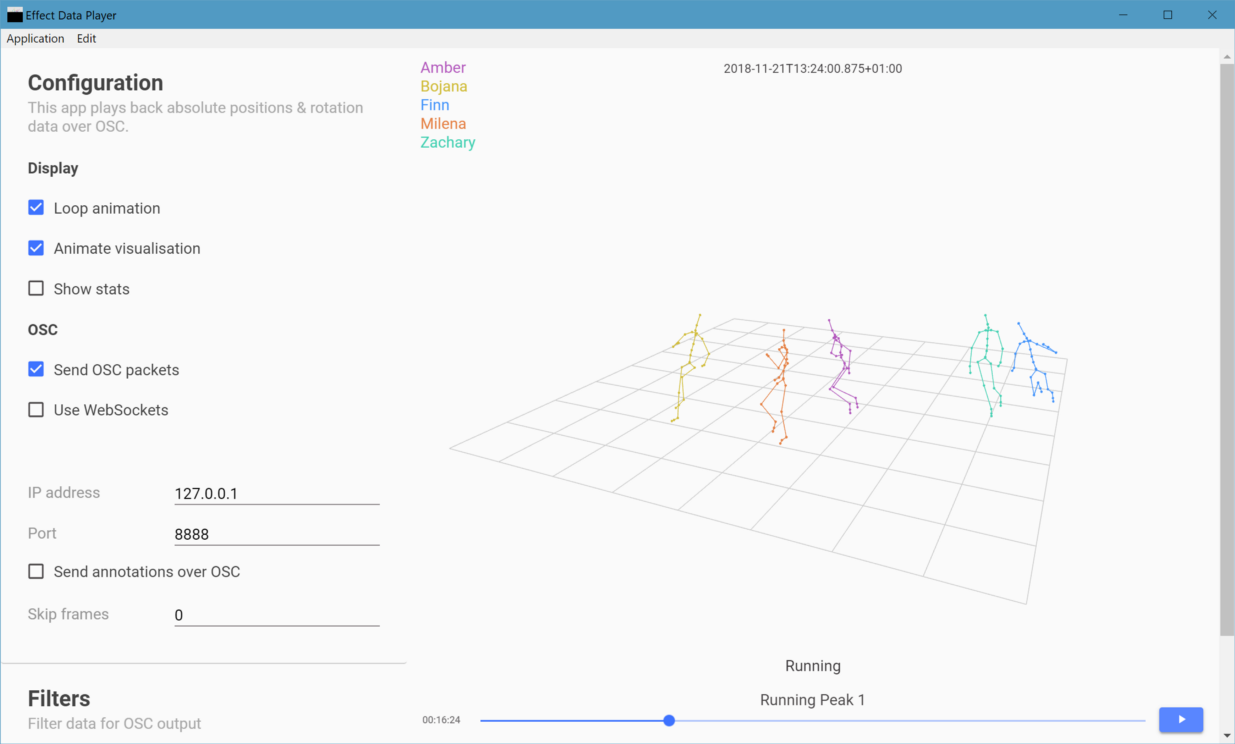 Effect Data Player
Application Edit
Configuration
This app plays back absolute positions & rotation
data over OSC.
Display
Loop animation
Animate visualisation
Show stats
OSC
Send OSC packets
Use WebSockets
IP address 127.0.0.1
Port 8888
Send annotations over OSC
Skip frames 0
Filters
Filter data for OSC output
Amber
Bojana
Finn
Milena
Zachary
2018-11-21T13:24:00.875+01:00
Running
Running Peak 1
00:16:24